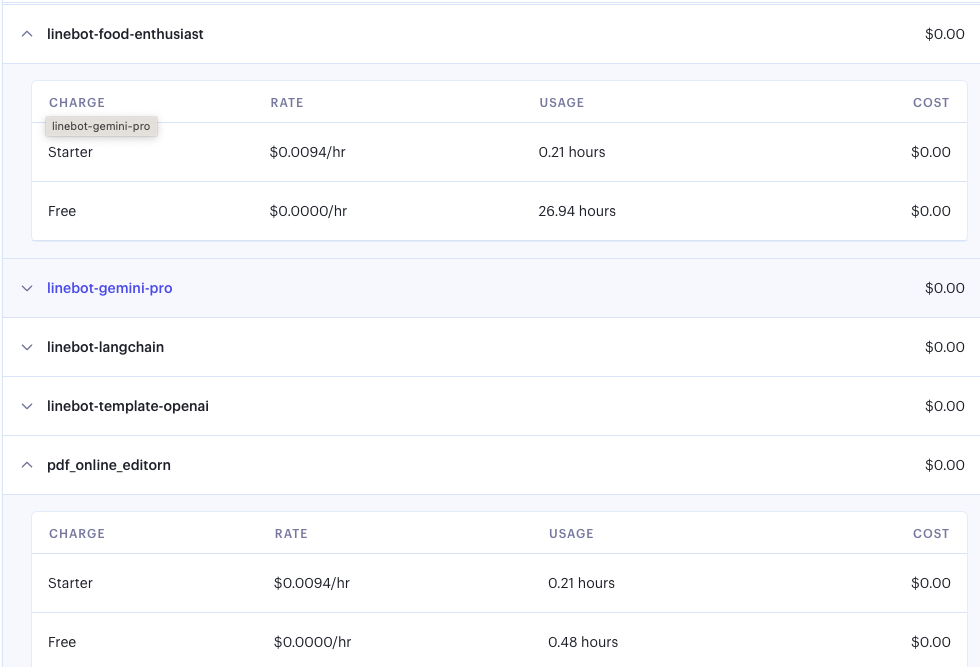 linebot-food-enthusiast $0.00
CHARGE RATE USAGE COST
linebot-gemini-pro
Starter $0.0094/hr 0.21 hours $0.00
Free $0.0000/hr 26.94 hours $0.00
linebot-gemini-pro $0.00
linebot-langchain $0.00
linebot-template-openai $0.00
pdf_online_editorn $0.00
CHARGE RATE USAGE COST
Starter $0.0094/hr 0.21 hours $0.00
Free $0.0000/hr 0.48 hours $0.00